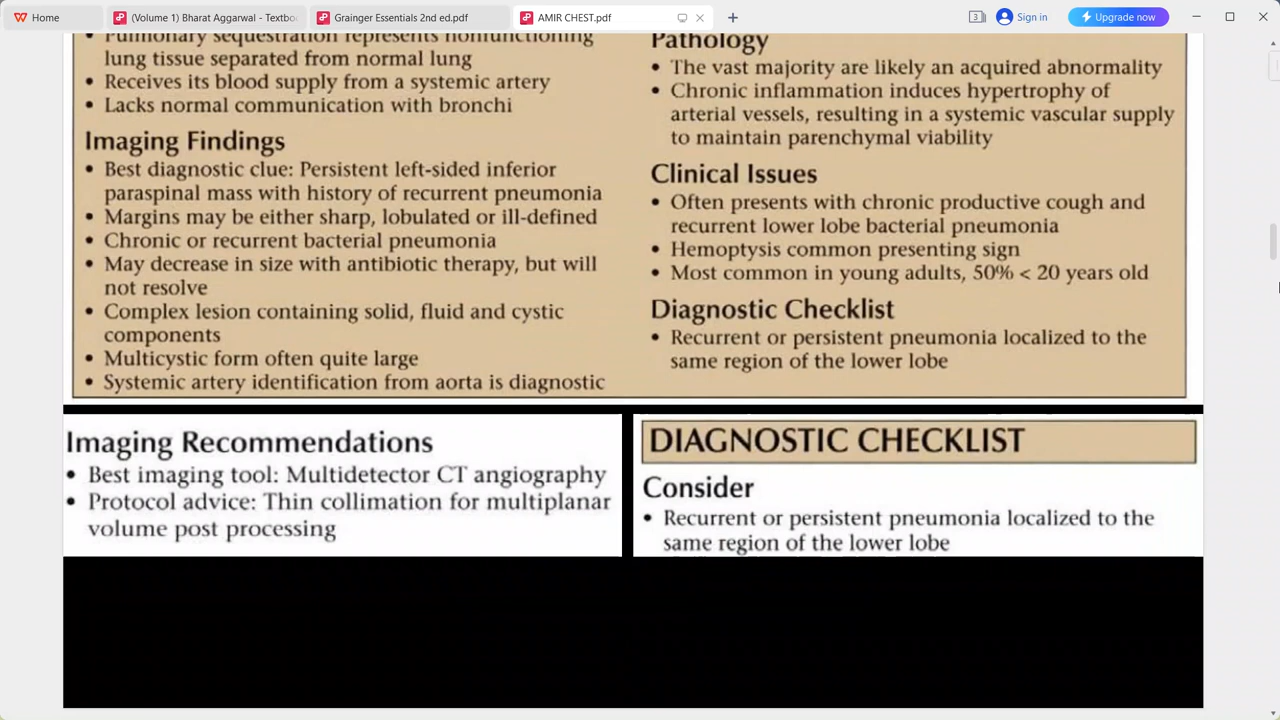 Home
(Volume 1) Bharat Aggarwal - Textbo
Grainger Essentials 2nd ed.pdf
AMIR CHEST.pdf
3
Sign in
Upgrade now
• Pulmonary sequestration represents nonfunctioning
lung tissue separated from normal lung
• Receives its blood supply from a systemic artery
• Lacks normal communication with bronchi
Imaging Findings
• Best diagnostic clue: Persistent left-sided inferior
paraspinal mass with history of recurrent pneumonia
• Margins may be either sharp, lobulated or ill-defined
• Chronic or recurrent bacterial pneumonia
• May decrease in size with antibiotic therapy, but will
not resolve
• Complex lesion containing solid, fluid and cystic
components
• Multicystic form often quite large
• Systemic artery identification from aorta is diagnostic
Pathology
• The vast majority are likely an acquired abnormality
• Chronic inflammation induces hypertrophy of
arterial vessels, resulting in a systemic vascular supply
to maintain parenchymal viability
Clinical Issues
• Often presents with chronic productive cough and
recurrent lower lobe bacterial pneumonia
• Hemoptysis common presenting sign
• Most common in young adults, 50% < 20 years old
Diagnostic Checklist
• Recurrent or persistent pneumonia localized to the
same region of the lower lobe
Imaging Recommendations
• Best imaging tool: Multidetector CT angiography
• Protocol advice: Thin collimation for multiplanar
volume post processing
DIAGNOSTIC CHECKLIST
Consider
• Recurrent or persistent pneumonia localized to the
same region of the lower lobe